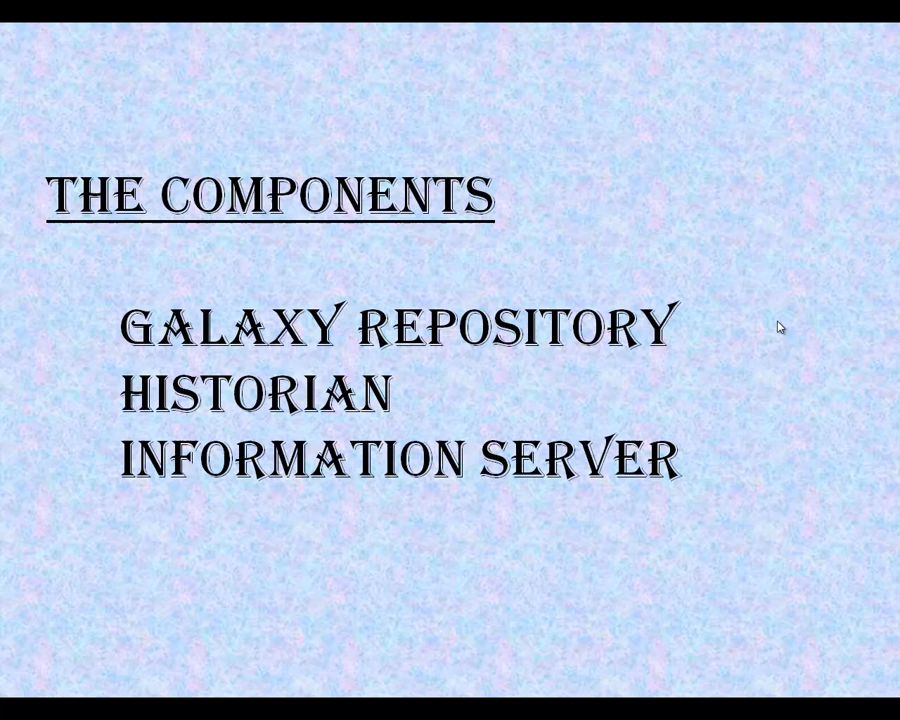 THE COMPONENTS
GALAXY REPOSITORY
HISTORIAN
INFORMATION SERVER